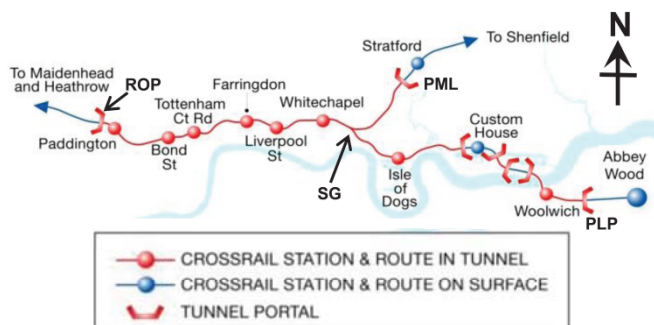 To Maidenhead
and Heathrow
ROP
Paddington
Bond
St
Tottenham
Ct Rd
Farringdon
Liverpool
St
Whitechapel
SG
Stratford
To Shenfield
PML
N
Isle
of
Dogs
Custom
House
Woolwich
Abbey
Wood
PLP
CROSSRAIL STATION & ROUTE IN TUNNEL
CROSSRAIL STATION & ROUTE ON SURFACE
TUNNEL PORTAL